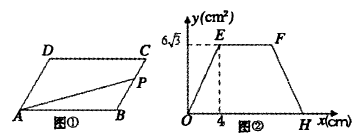 D C
P
A B
图①
y(cm²)
6√3 E F
O 4 H x(cm)
图②